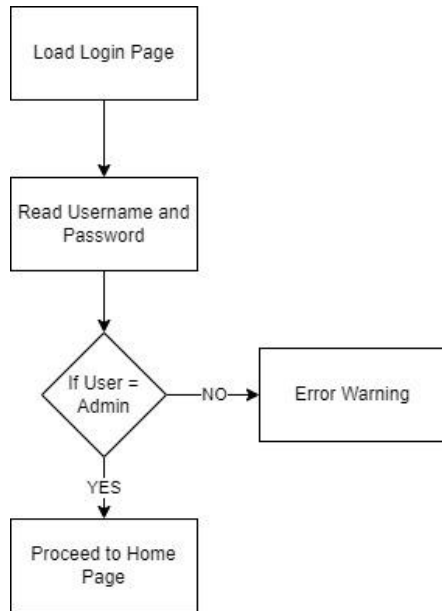 Load Login Page
Read Username and
Password
If User =
Admin
NO
Error Warning
YES
Proceed to Home
Page